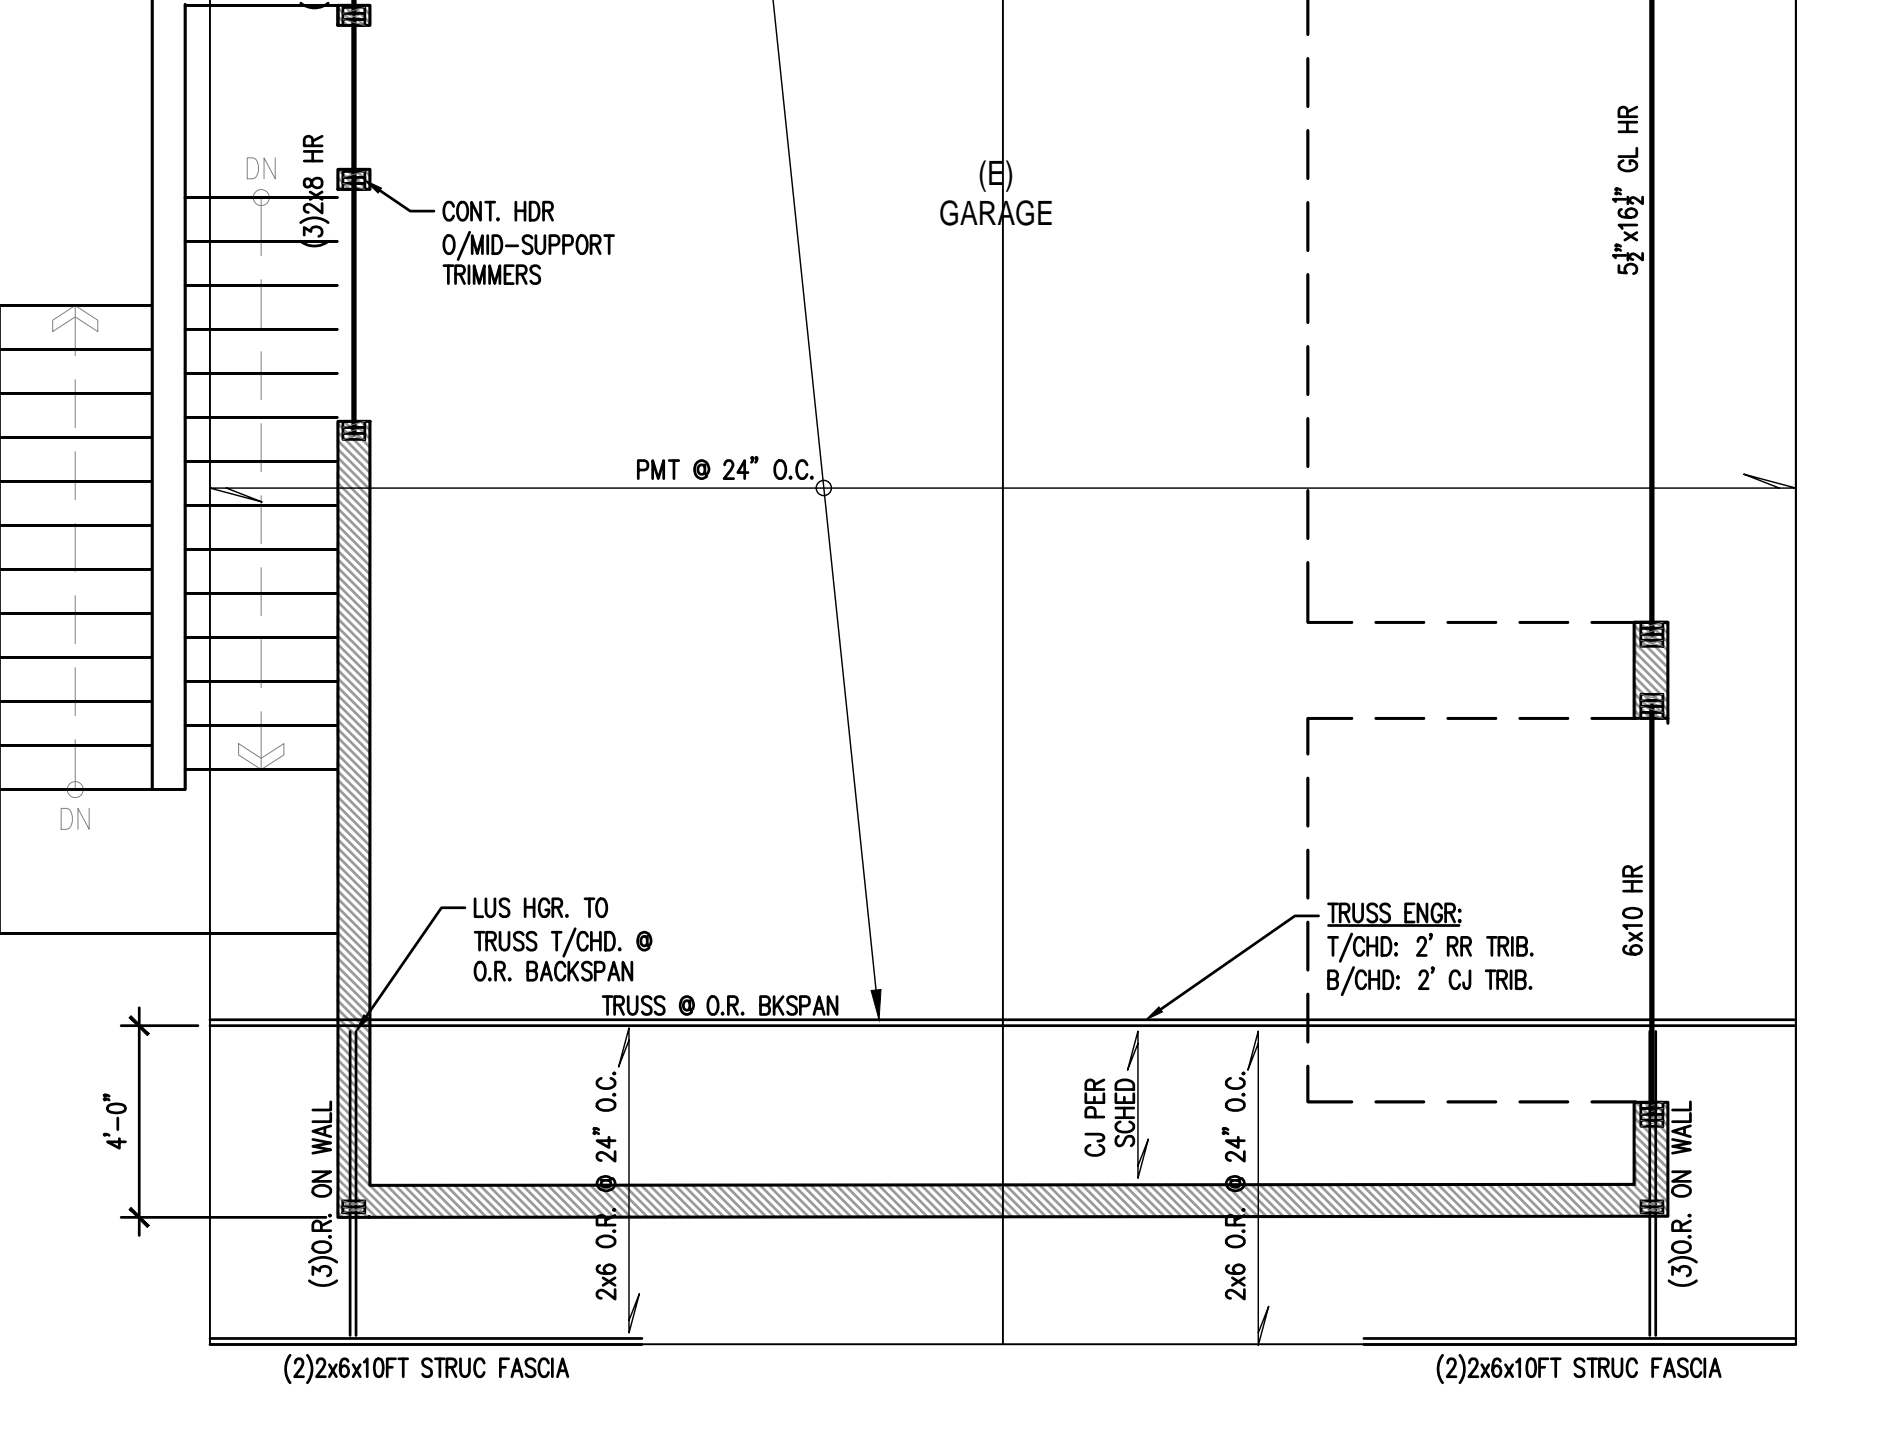 DN
(3)2x8 HR
CONT. HDR
O/MID-SUPPORT
TRIMMERS
(E)
GARAGE
5½"x16½" GL HR
PMT @ 24" O.C.
DN
LUS HGR. TO
TRUSS T/CHD. @
O.R. BACKSPAN
TRUSS @ O.R. BKSPAN
TRUSS ENGR:
T/CHD: 2' RR TRIB.
B/CHD: 2' CJ TRIB.
6x10 HR
4'-0"
(3)O.R. ON WALL
2x6 O.R. @ 24" O.C.
CJ PER
SCHED
2x6 O.R. @ 24" O.C.
(3)O.R. ON WALL
(2)2x6x10FT STRUC FASCIA
(2)2x6x10FT STRUC FASCIA